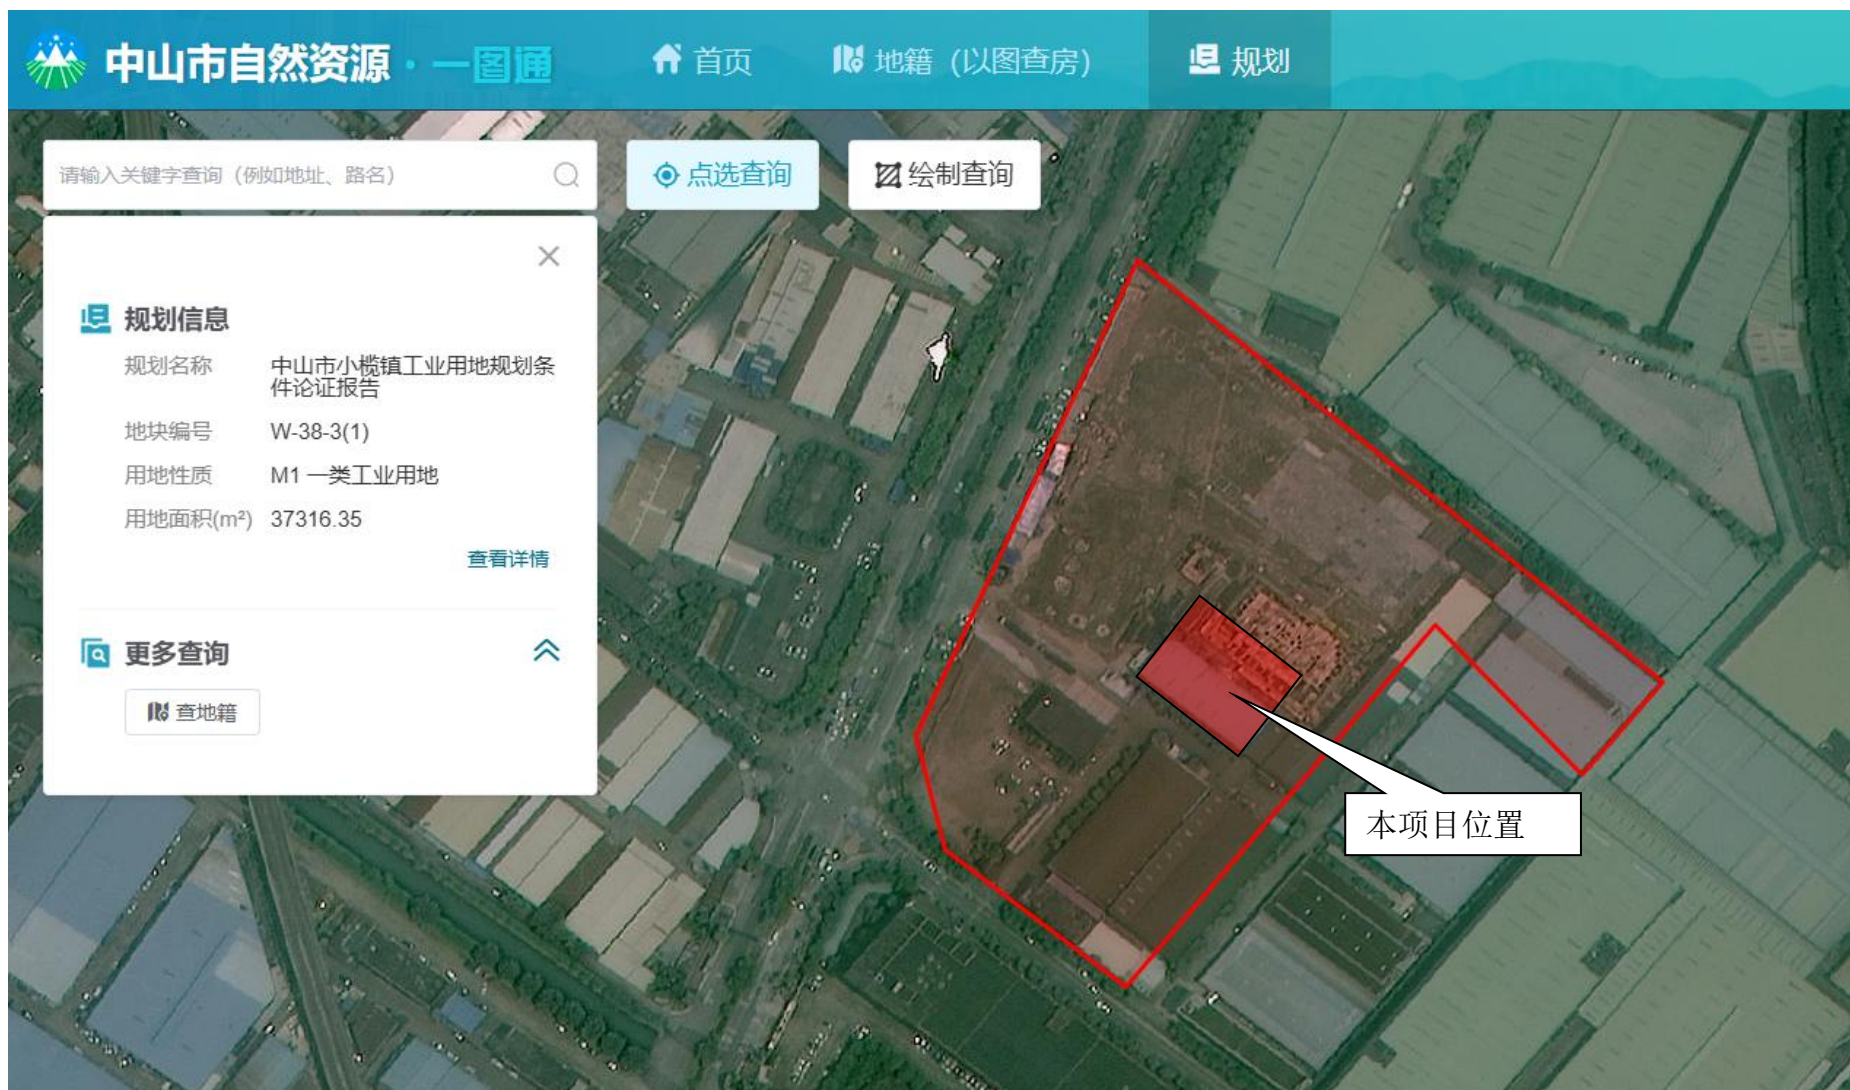 中山市自然资源·一图通
首页
地籍（以图查房）
规划
请输入关键字查询（例如地址、路名）
点选查询
绘制查询
规划信息
规划名称 中山市小榄镇工业用地规划条
件论证报告
地块编号 W-38-3(1)
用地性质 M1 一类工业用地
用地面积(m²) 37316.35
查看详情
更多查询
查地籍
本项目位置